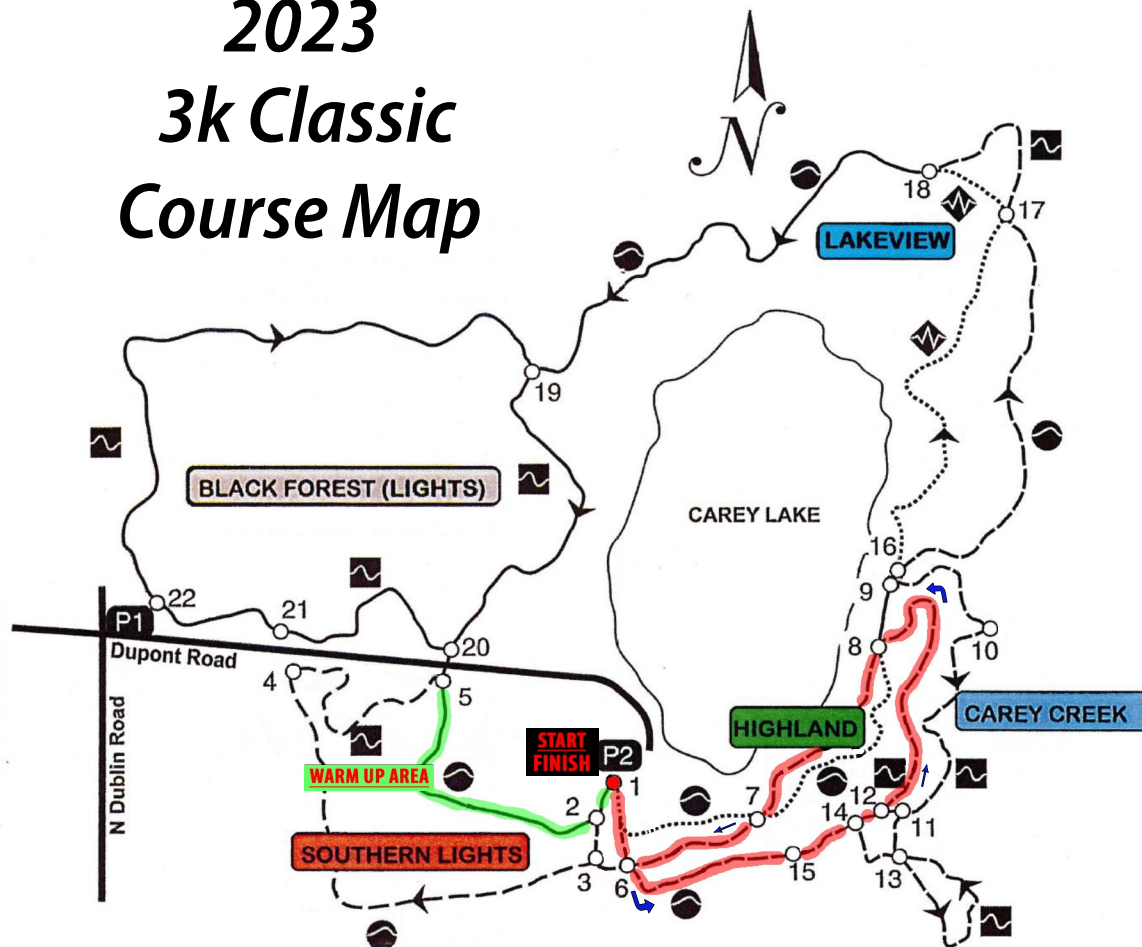 2023
3k Classic
Course Map
N
18
17
LAKEVIEW
19
BLACK FOREST (LIGHTS)
CAREY LAKE
16
9
22
21
P1
20
10
8
Dupont Road
4
5
N Dublin Road
HIGHLAND
CAREY CREEK
START
FINISH
P2
WARM UP AREA
1
2
7
12
14
11
SOUTHERN LIGHTS
3
6
15
13